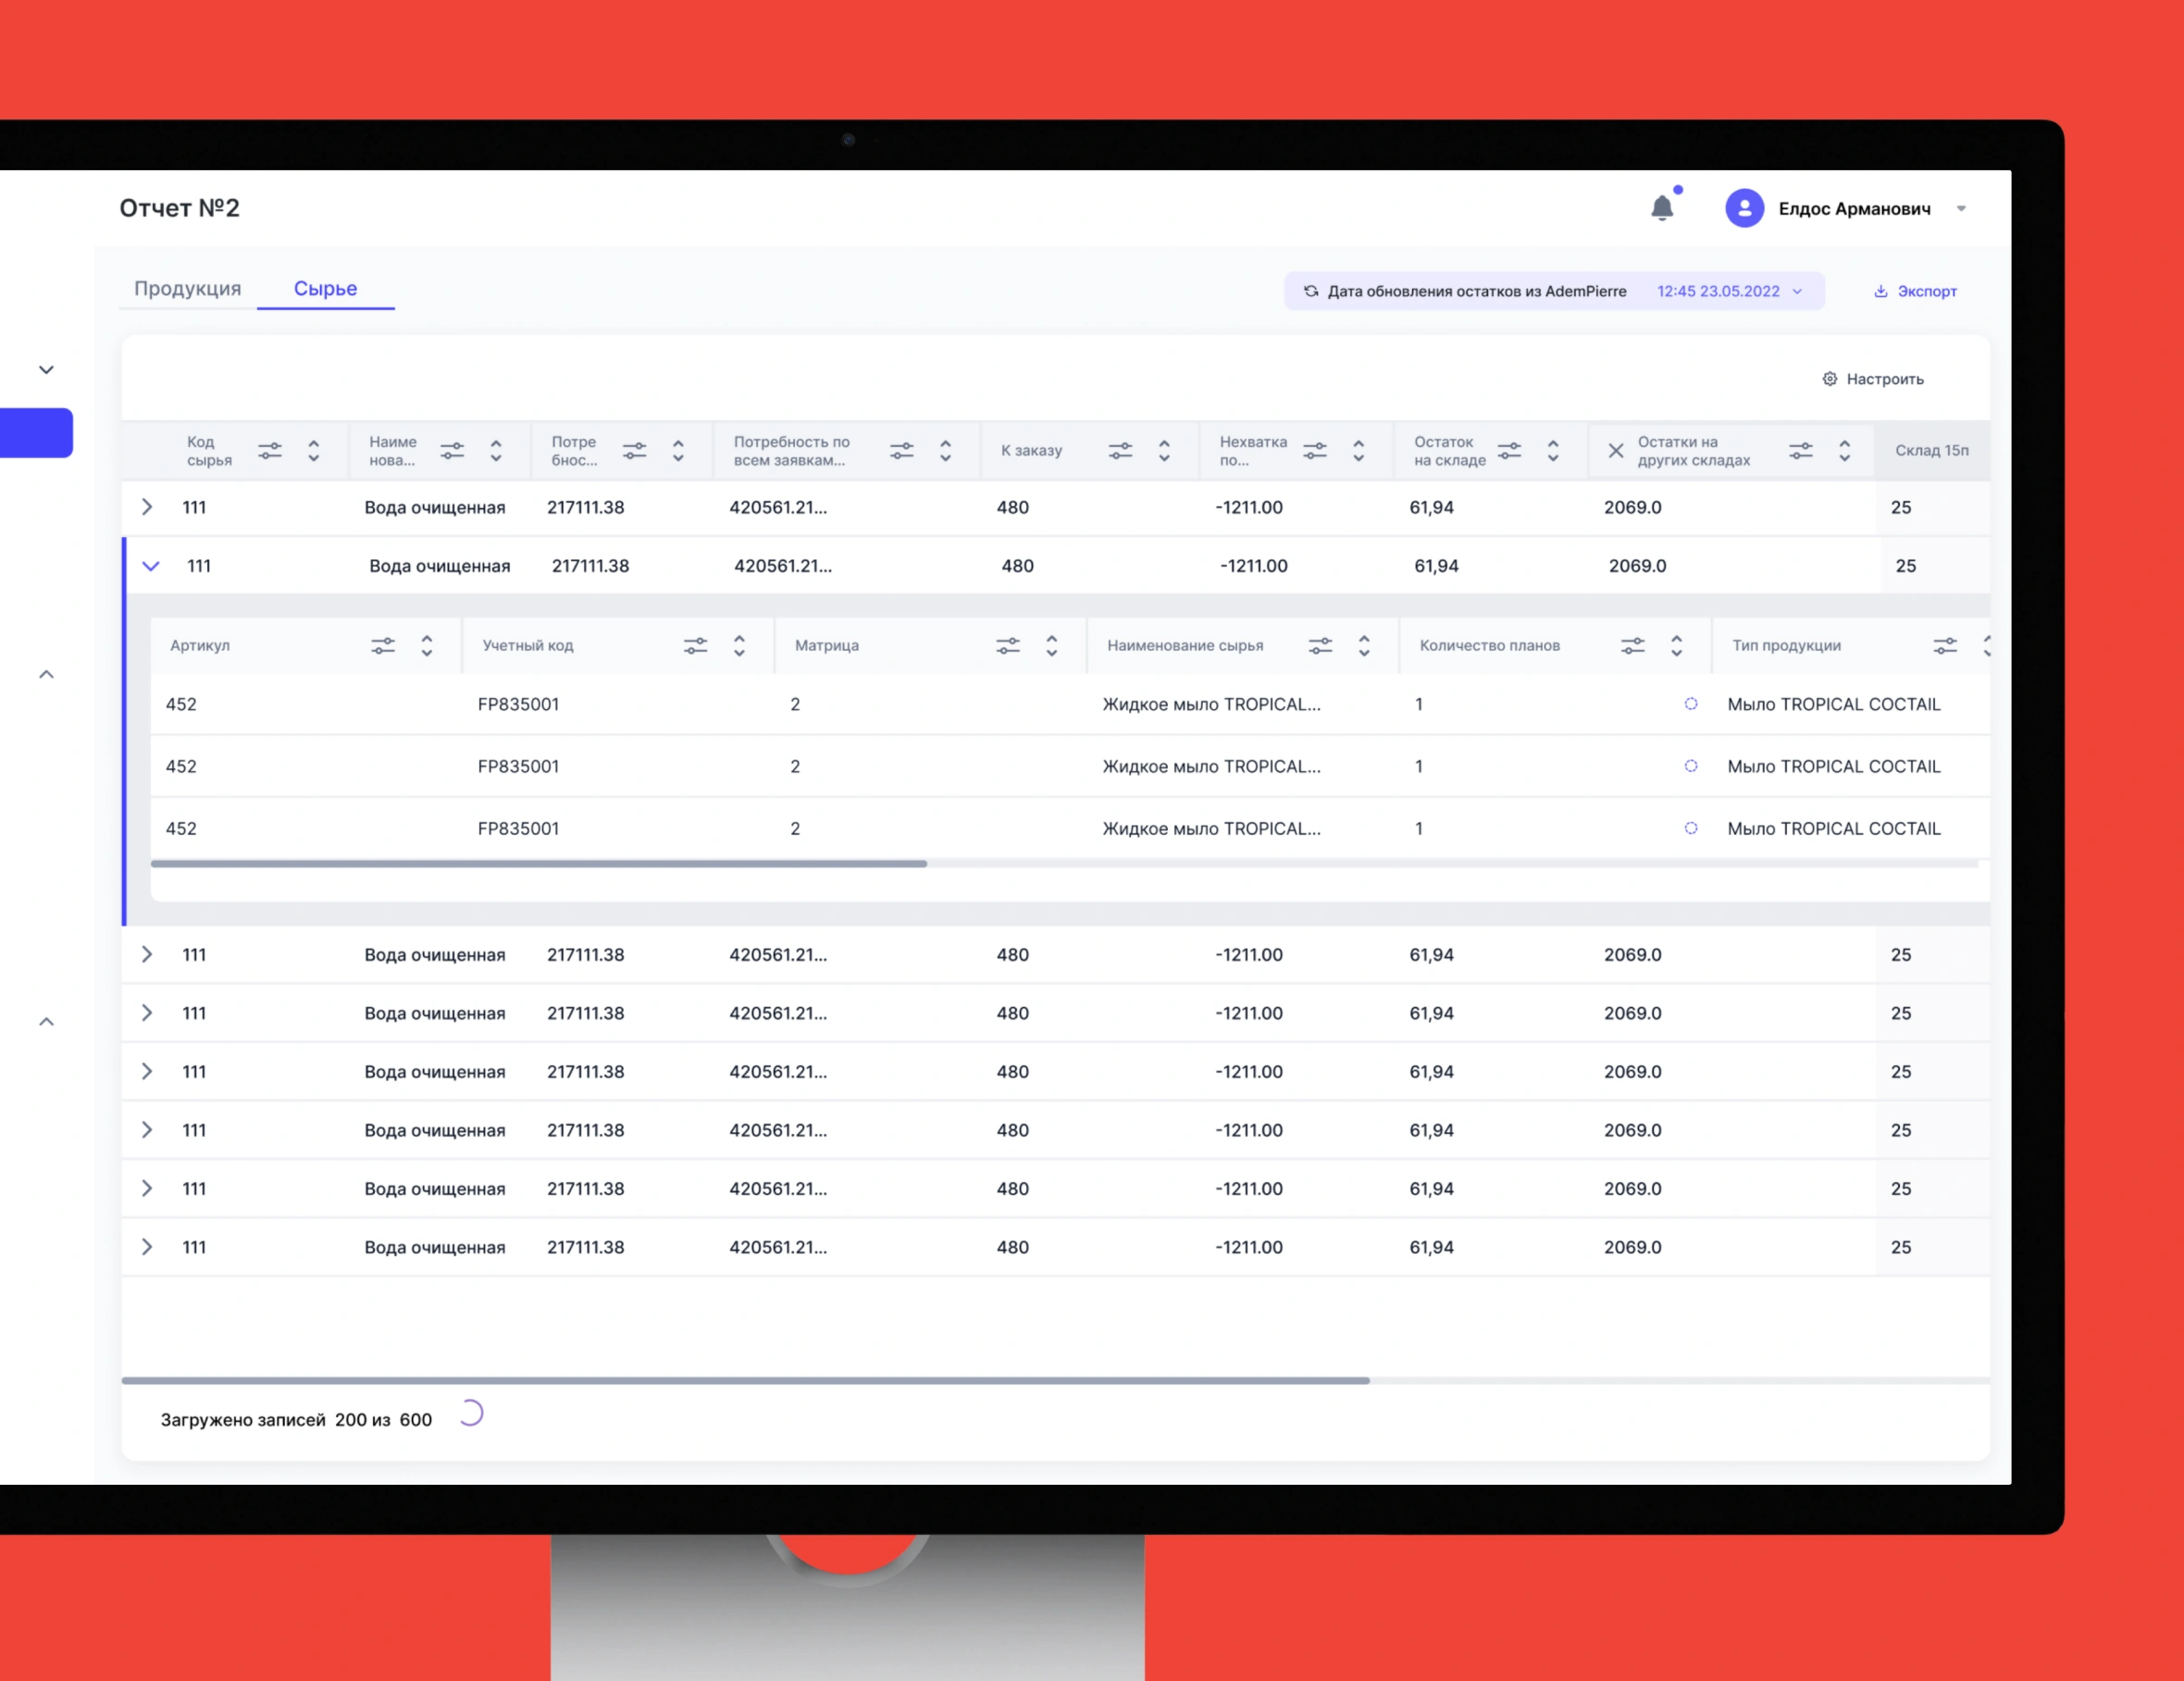 Отчет №2
Елдос Арманович
Продукция Сырье
Дата обновления остатков из AdemPierre 12:45 23.05.2022 Экспорт
Настроить
Код сырья Наиме нова... Потре бнос... Потребность по всем заявкам... К заказу Нехватка по... Остаток на складе Остатки на других складах Склад 15п
111 Вода очищенная 217111.38 420561.21... 480 -1211.00 61,94 2069.0 25
111 Вода очищенная 217111.38 420561.21... 480 -1211.00 61,94 2069.0 25
Артикул Учетный код Матрица Наименование сырья Количество планов Тип продукции
452 FP835001 2 Жидкое мыло TROPICAL... 1 Мыло TROPICAL COCTAIL
452 FP835001 2 Жидкое мыло TROPICAL... 1 Мыло TROPICAL COCTAIL
452 FP835001 2 Жидкое мыло TROPICAL... 1 Мыло TROPICAL COCTAIL
111 Вода очищенная 217111.38 420561.21... 480 -1211.00 61,94 2069.0 25
111 Вода очищенная 217111.38 420561.21... 480 -1211.00 61,94 2069.0 25
111 Вода очищенная 217111.38 420561.21... 480 -1211.00 61,94 2069.0 25
111 Вода очищенная 217111.38 420561.21... 480 -1211.00 61,94 2069.0 25
111 Вода очищенная 217111.38 420561.21... 480 -1211.00 61,94 2069.0 25
111 Вода очищенная 217111.38 420561.21... 480 -1211.00 61,94 2069.0 25
Загружено записей 200 из 600